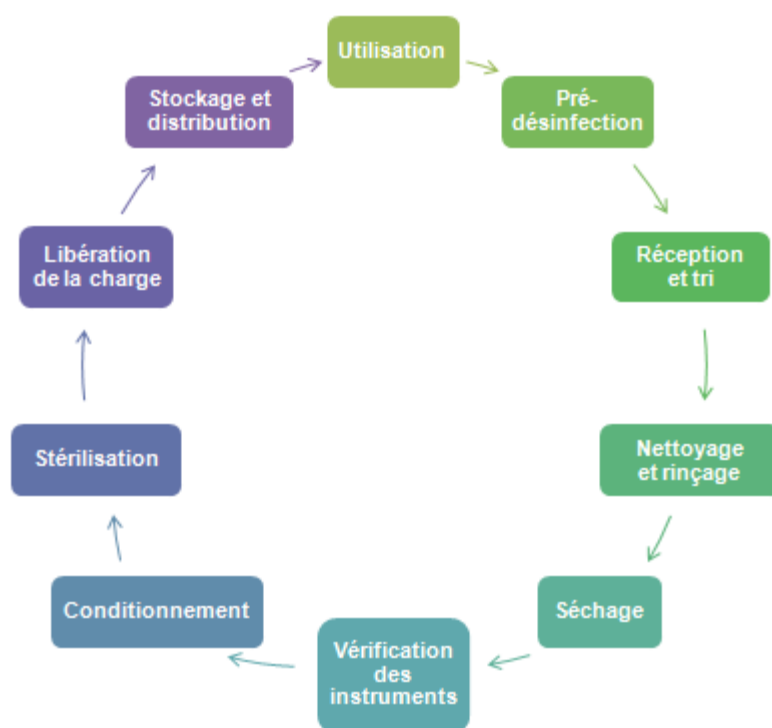 Utilisation
Pré-
désinfection
Réception
et tri
Nettoyage
et rinçage
Séchage
Vérification
des
instruments
Conditionnement
Stérilisation
Libération
de la charge
Stockage et
distribution